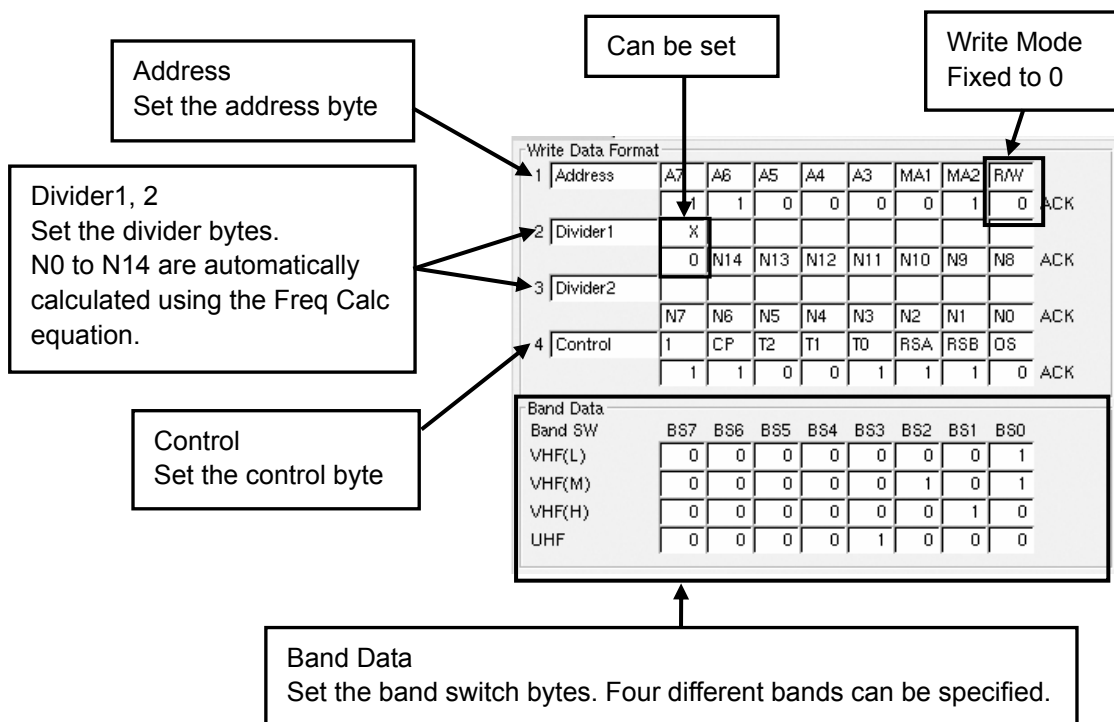 Can be set
Write Mode
Fixed to 0
Address
Set the address byte
Divider1, 2
Set the divider bytes.
N0 to N14 are automatically
calculated using the Freq Calc
equation.
Control
Set the control byte
Write Data Format
1 Address A7 A6 A5 A4 A3 MA1 MA2 R/W
1 1 0 0 0 0 1 0 ACK
2 Divider1 X
0 N14 N13 N12 N11 N10 N9 N8 ACK
3 Divider2
N7 N6 N5 N4 N3 N2 N1 N0 ACK
4 Control 1 CP T2 T1 T0 RSA RSB OS
1 1 0 0 1 1 1 0 ACK
Band Data
Band SW BS7 BS6 BS5 BS4 BS3 BS2 BS1 BS0
VHF(L) 0 0 0 0 0 0 0 1
VHF(M) 0 0 0 0 0 1 0 1
VHF(H) 0 0 0 0 0 0 1 0
UHF 0 0 0 0 1 0 0 0
Band Data
Set the band switch bytes. Four different bands can be specified.